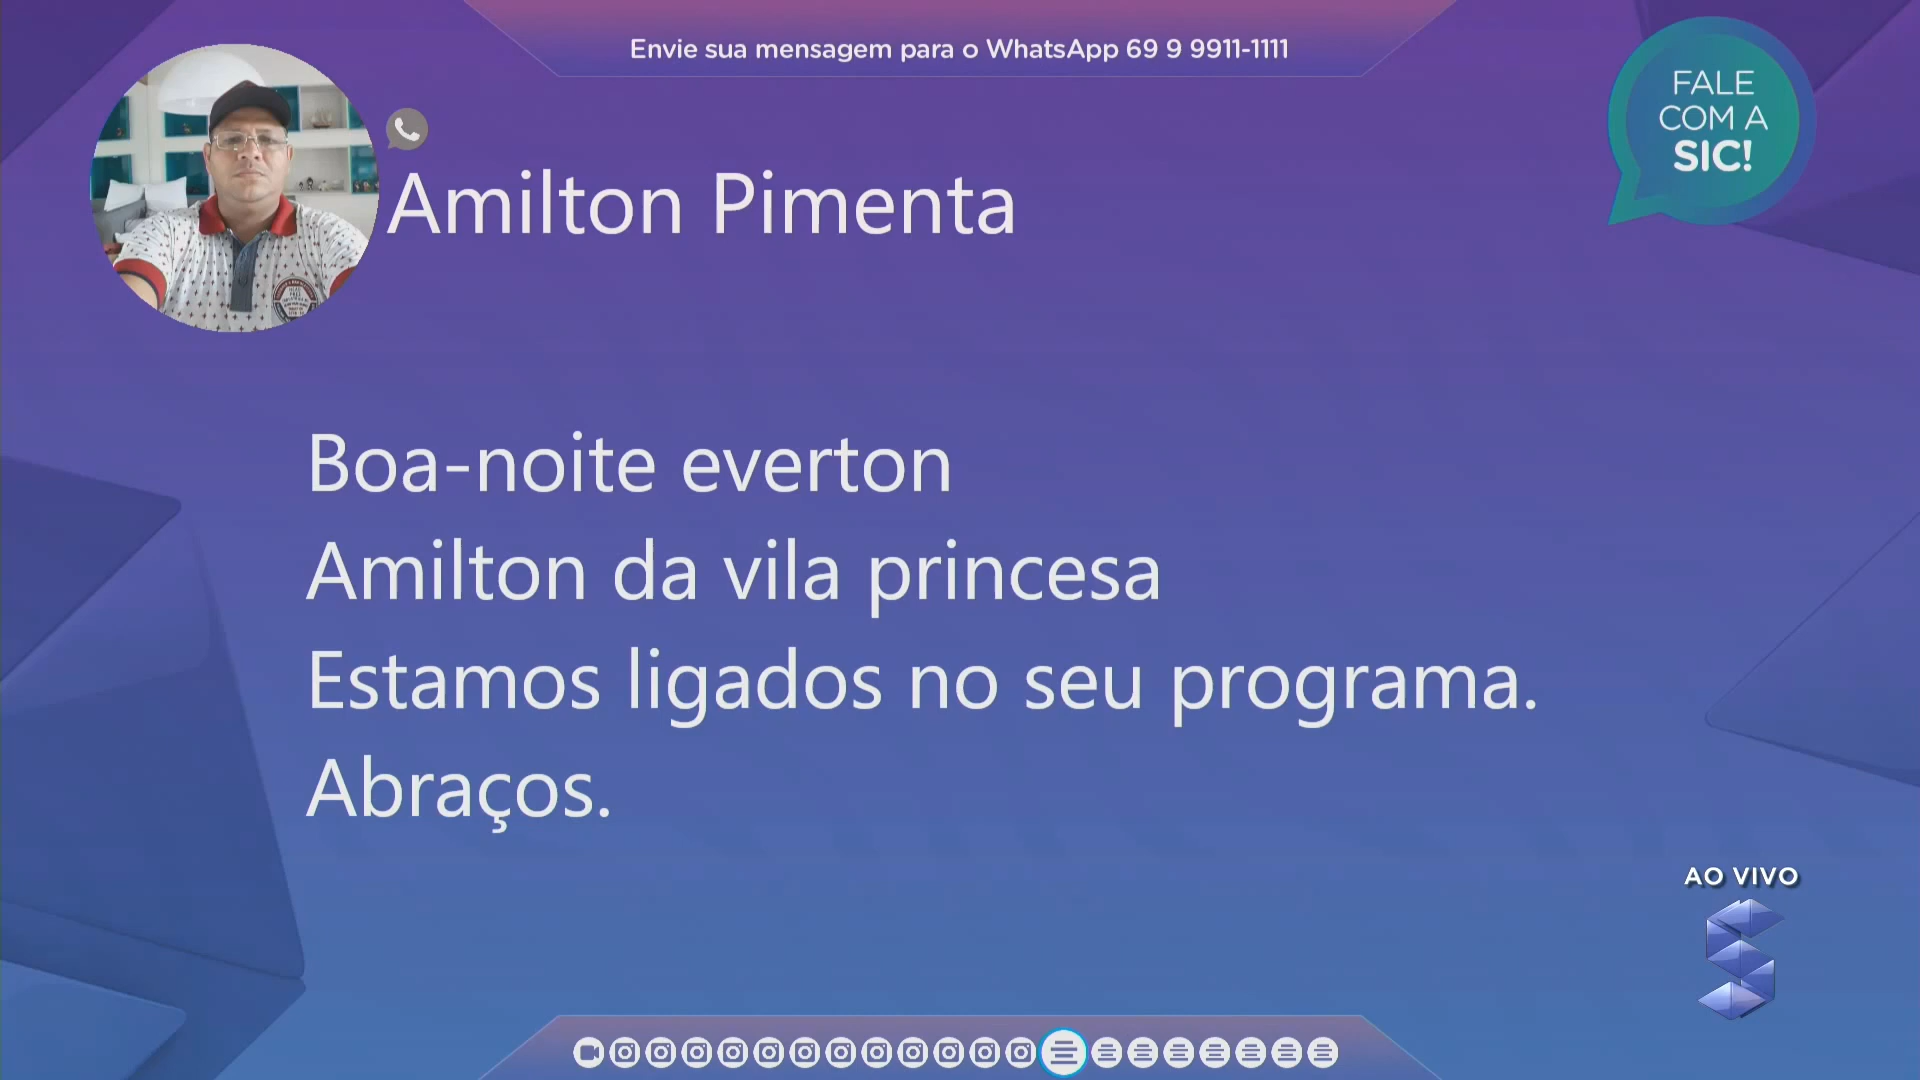 Envie sua mensagem para o WhatsApp 69 9 9911-1111
FALE
COM A
SIC!
Amilton Pimenta
Boa-noite everton
Amilton da vila princesa
Estamos ligados no seu programa.
Abraços.
AO VIVO